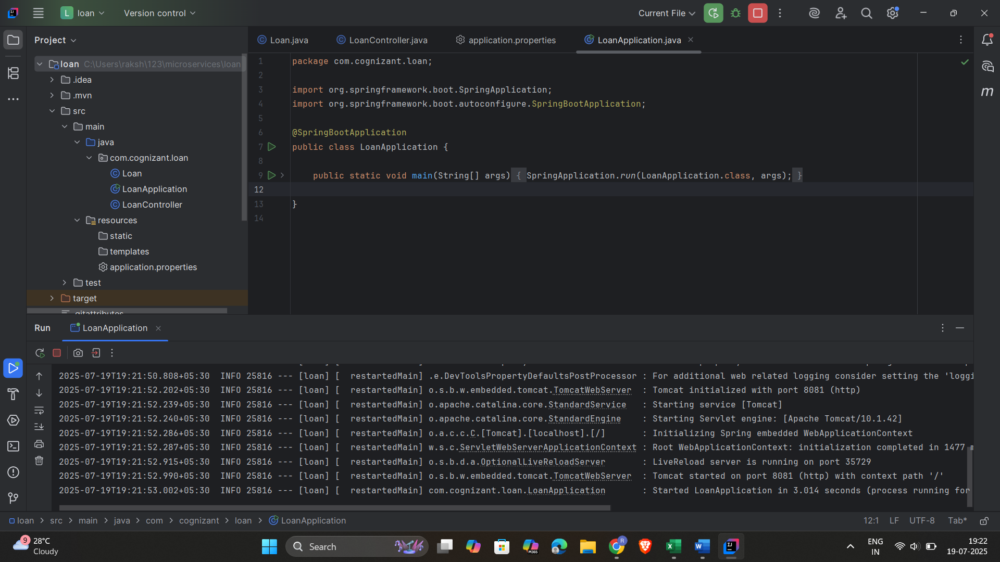 L loan
Version control
Current File
Project
loan C:\Users\raksh\123\microservices\loan
.idea
.mvn
src
main
java
com.cognizant.loan
Loan
LoanApplication
LoanController
resources
static
templates
application.properties
test
target
.gitattributes
Loan.java
LoanController.java
application.properties
LoanApplication.java
1 package com.cognizant.loan;
2
3 import org.springframework.boot.SpringApplication;
4 import org.springframework.boot.autoconfigure.SpringBootApplication;
5
6 @SpringBootApplication
7 public class LoanApplication {
8
9 public static void main(String[] args) { SpringApplication.run(LoanApplication.class, args); }
12
13 }
14
m
Run
LoanApplication
2025-07-19T19:21:50.808+05:30 INFO 25816 --- [loan] [ restartedMain] .e.DevToolsPropertyDefaultsPostProcessor : For additional web related logging consider setting the 'loggi
2025-07-19T19:21:52.202+05:30 INFO 25816 --- [loan] [ restartedMain] o.s.b.w.embedded.tomcat.TomcatWebServer : Tomcat initialized with port 8081 (http)
2025-07-19T19:21:52.239+05:30 INFO 25816 --- [loan] [ restartedMain] o.apache.catalina.core.StandardService : Starting service [Tomcat]
2025-07-19T19:21:52.240+05:30 INFO 25816 --- [loan] [ restartedMain] o.apache.catalina.core.StandardEngine : Starting Servlet engine: [Apache Tomcat/10.1.42]
2025-07-19T19:21:52.286+05:30 INFO 25816 --- [loan] [ restartedMain] o.a.c.c.C.[Tomcat].[localhost].[/] : Initializing Spring embedded WebApplicationContext
2025-07-19T19:21:52.287+05:30 INFO 25816 --- [loan] [ restartedMain] w.s.c.ServletWebServerApplicationContext : Root WebApplicationContext: initialization completed in 1477 m
2025-07-19T19:21:52.915+05:30 INFO 25816 --- [loan] [ restartedMain] o.s.b.d.a.OptionalLiveReloadServer : LiveReload server is running on port 35729
2025-07-19T19:21:52.990+05:30 INFO 25816 --- [loan] [ restartedMain] o.s.b.w.embedded.tomcat.TomcatWebServer : Tomcat started on port 8081 (http) with context path '/'
2025-07-19T19:21:53.002+05:30 INFO 25816 --- [loan] [ restartedMain] com.cognizant.loan.LoanApplication : Started LoanApplication in 3.014 seconds (process running for
loan > src > main > java > com > cognizant > loan > LoanApplication
12:1 LF UTF-8 Tab*
9
28°C
Cloudy
Search
M365
R
ENG
IN
19:22
19-07-2025